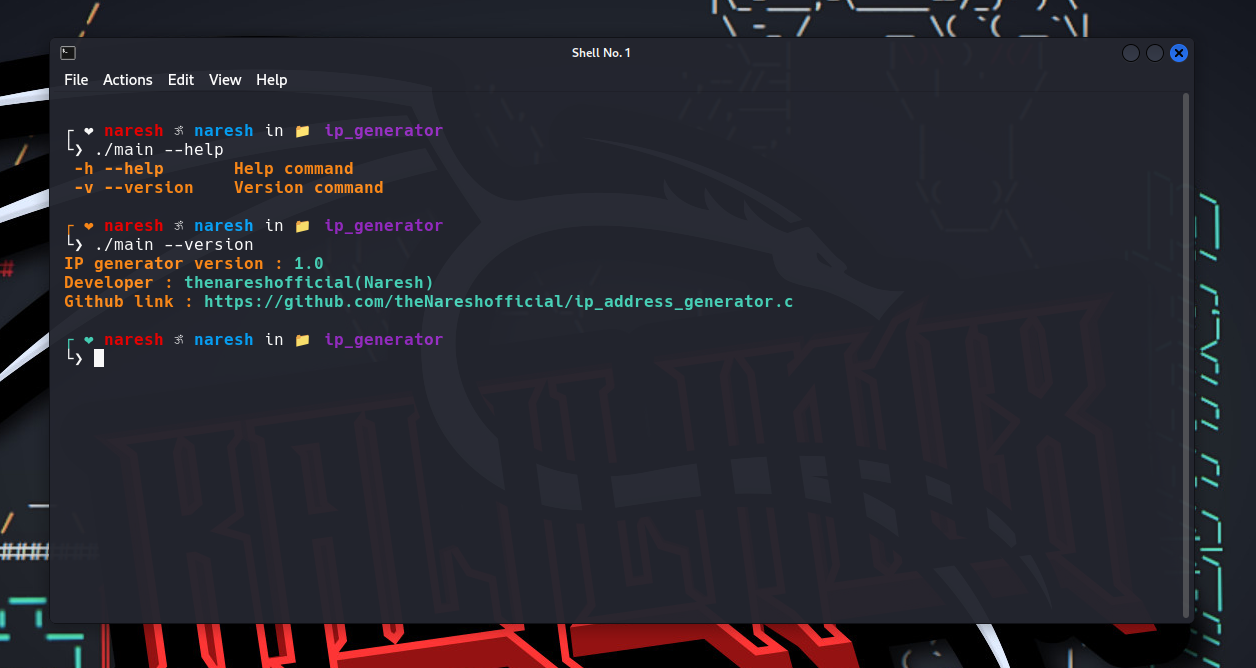 Shell No. 1
File Actions Edit View Help
┌ ❤ naresh ॐ naresh in 📁 ip_generator
└❯ ./main --help
-h --help Help command
-v --version Version command
┌ ❤ naresh ॐ naresh in 📁 ip_generator
└❯ ./main --version
IP generator version : 1.0
Developer : thenareshofficial(Naresh)
Github link : https://github.com/theNareshofficial/ip_address_generator.c
┌ ❤ naresh ॐ naresh in 📁 ip_generator
└❯
KALI LINUX